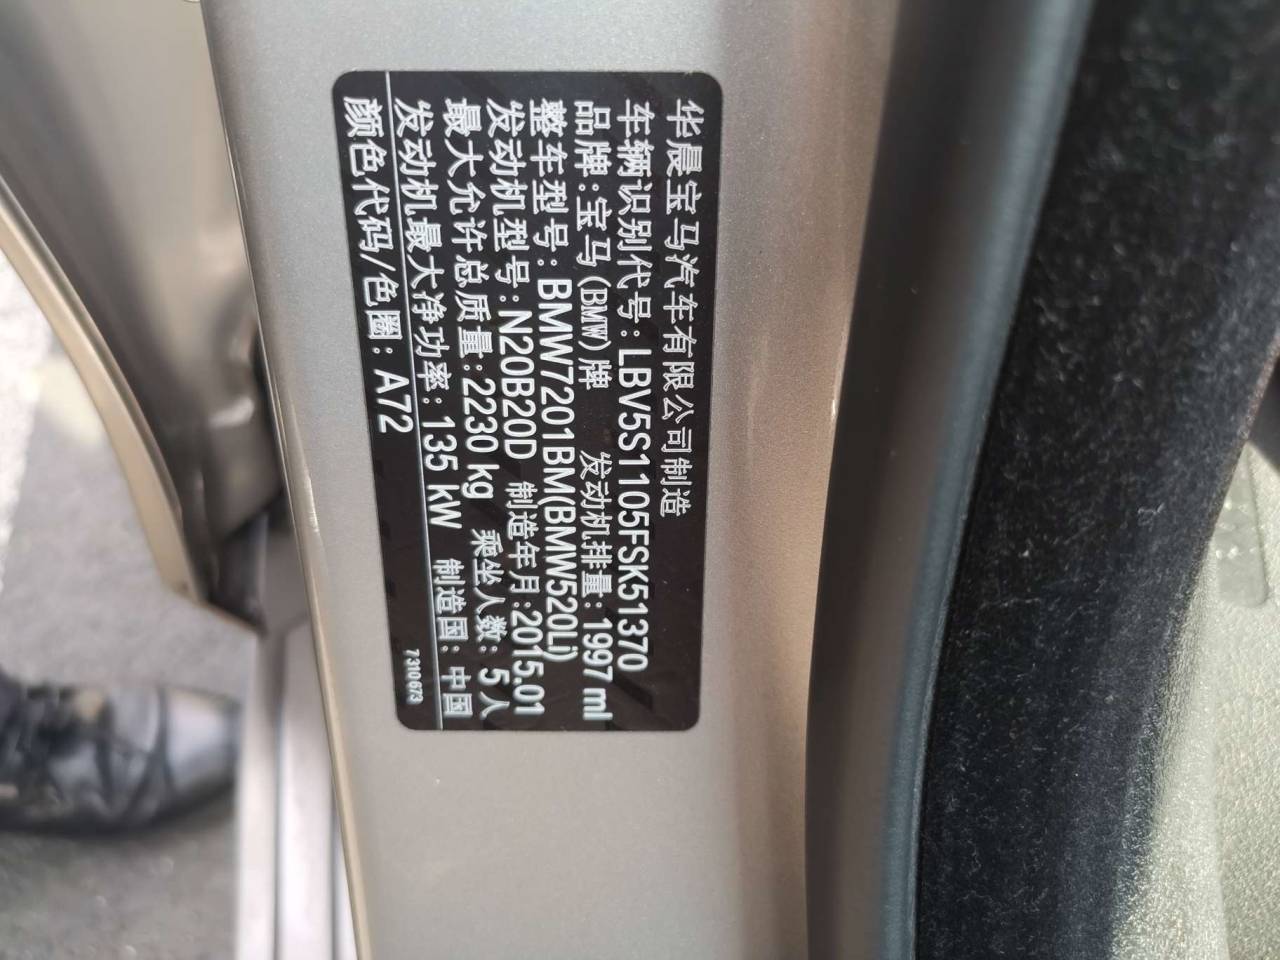 华晨宝马汽车有限公司制造
车辆识别代号:LBV5S1105FSK51370
品牌:宝马(BMW)牌 发动机排量:1997 ml
整车型号:BMW7201BM(BMW520Li)
发动机型号:N20B20D 制造年月:2015.01
最大允许总质量:2230 kg 乘坐人数:5人
发动机最大净功率:135 kW 制造国:中国
颜色代码/色圈:A72
7310673